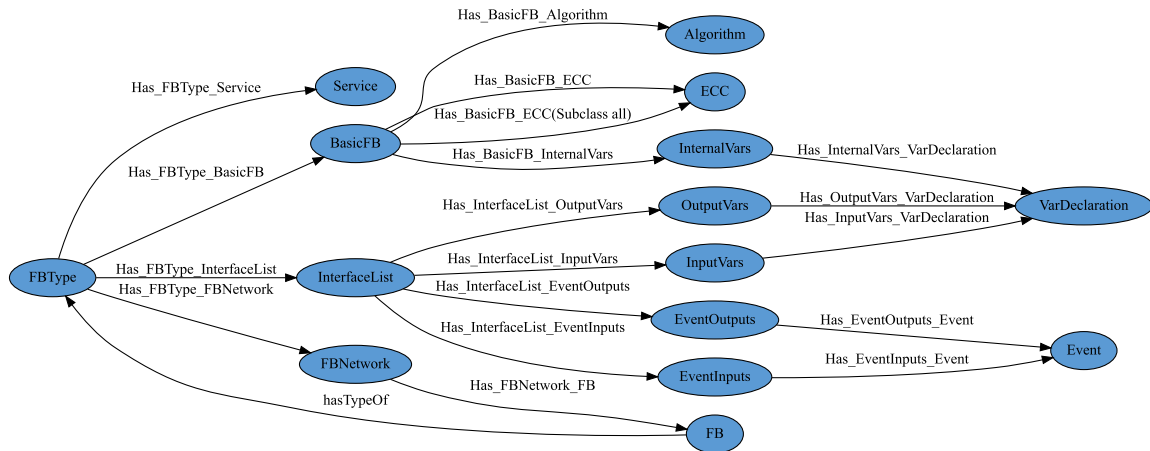 Has_BasicFB_Algorithm
Algorithm
Has_FBType_Service
Service
Has_BasicFB_ECC
ECC
Has_BasicFB_ECC(Subclass all)
BasicFB
Has_BasicFB_InternalVars
InternalVars
Has_InternalVars_VarDeclaration
Has_FBType_BasicFB
Has_InterfaceList_OutputVars
OutputVars
Has_OutputVars_VarDeclaration
VarDeclaration
Has_InputVars_VarDeclaration
FBType
Has_FBType_InterfaceList
InterfaceList
Has_InterfaceList_InputVars
InputVars
Has_FBType_FBNetwork
Has_InterfaceList_EventOutputs
EventOutputs
Has_EventOutputs_Event
Event
Has_InterfaceList_EventInputs
EventInputs
Has_EventInputs_Event
FBNetwork
Has_FBNetwork_FB
hasTypeOf
FB